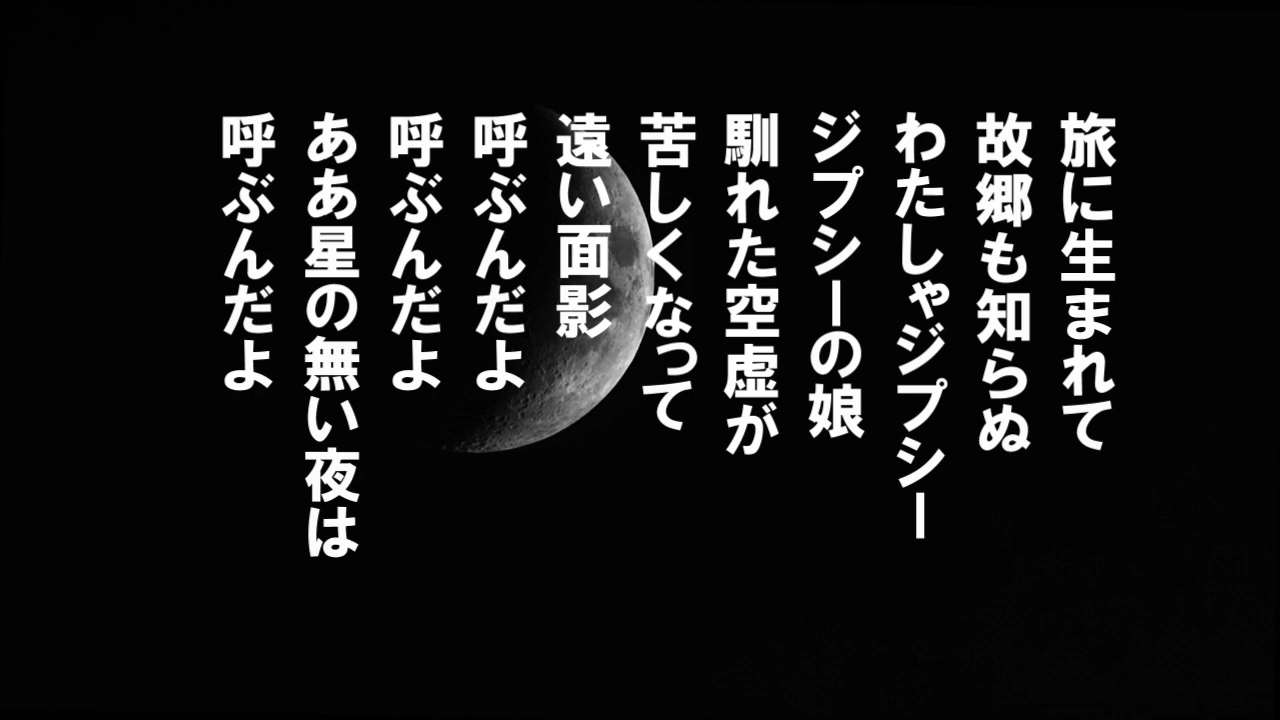 旅に生まれて
故郷も知らぬ
わたしゃジプシー
ジプシーの娘
馴れた空虚が
苦しくなって
遠い面影
呼ぶんだよ
呼ぶんだよ
ああ星の無い夜は
呼ぶんだよ